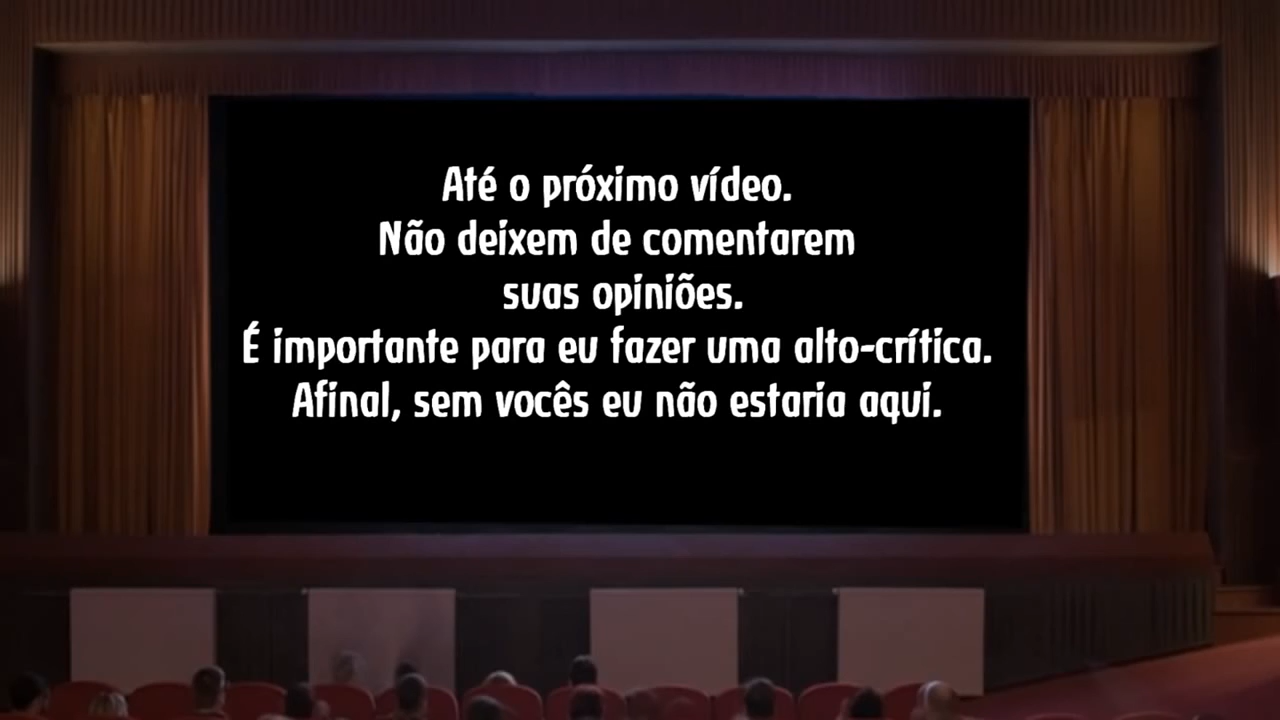 Até o próximo vídeo.
Não deixem de comentarem
suas opiniões.
É importante para eu fazer uma alto-crítica.
Afinal, sem vocês eu não estaria aqui.